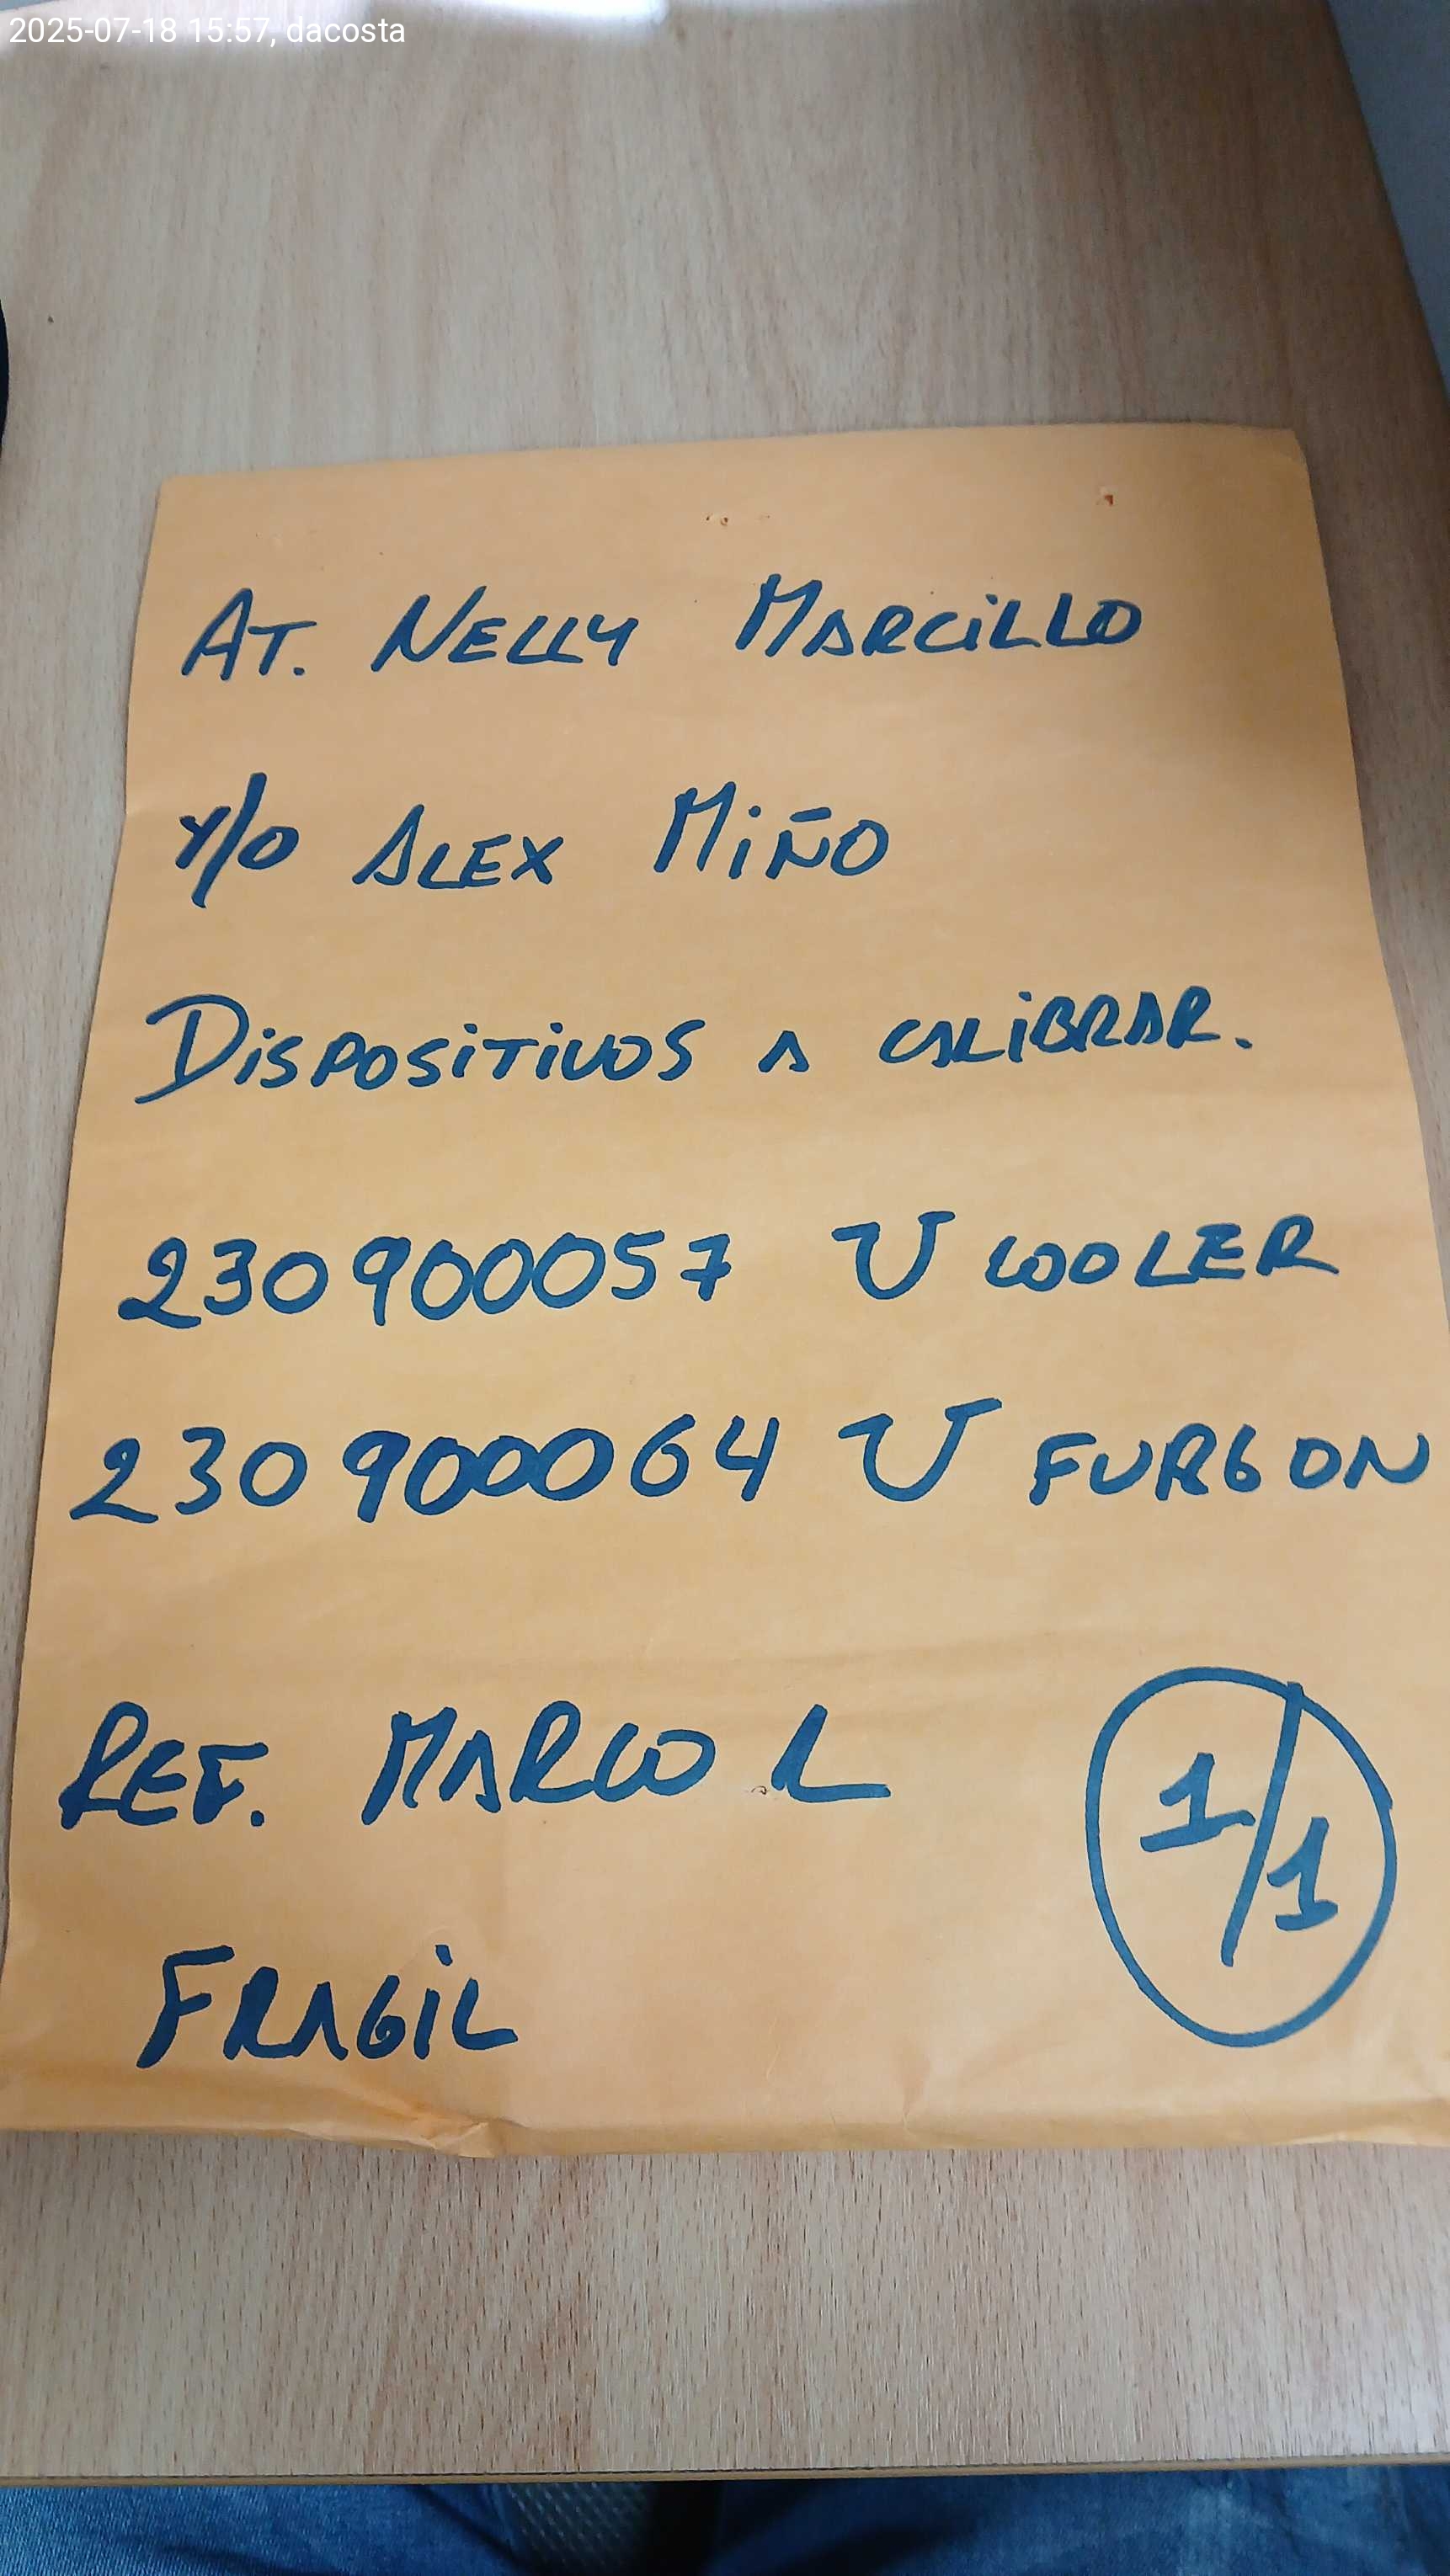 2025-07-18 15:57, dacosta
AT. NELLY MARCiLLO
Y/O ALEX MiÑO
DiSPOSiTiVOS A CALiBRAR.
230900057 U COOLER
230900064 U FURGON
REF. MARCO L
1/1
FRAGiL